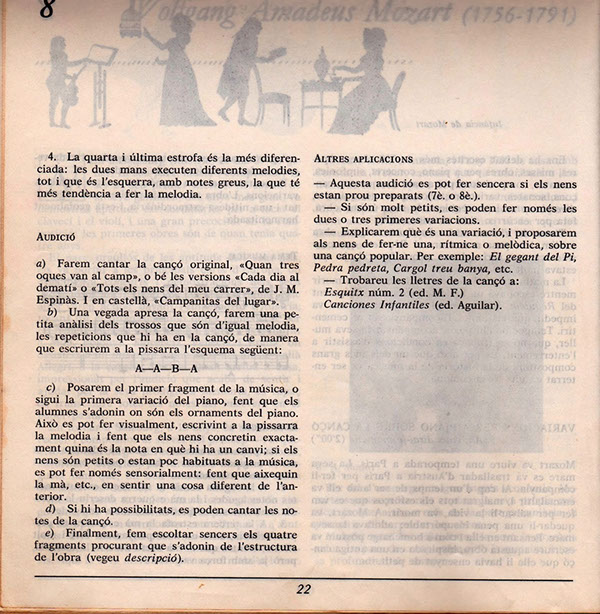 8
Wolfgang Amadeus Mozart (1756-1791)
Infància de Mozart
4. La quarta i última estrofa és la més diferen-
ciada: les dues mans executen diferents melodies,
tot i que és l'esquerra, amb notes greus, la que té
més tendència a fer la melodia.
AUDICIÓ
a) Farem cantar la cançó original, «Quan tres
oques van al camp», o bé les versions «Cada dia al
dematí» o «Tots els nens del meu carrer», de J. M.
Espinàs. I en castellà, «Campanitas del lugar».
b) Una vegada apresa la cançó, farem una pe-
tita anàlisi dels trossos que són d'igual melodia,
les repeticions que hi ha en la cançó, de manera
que escriurem a la pissarra l'esquema següent:
A—A—B—A
c) Posarem el primer fragment de la música, o
sigui la primera variació del piano, fent que els
alumnes s'adonin on són els ornaments del piano.
Això es pot fer visualment, escrivint a la pissarra
la melodia i fent que els nens concretin exacta-
ment quina és la nota en què hi ha un canvi; si els
nens són petits o estan poc habituats a la música,
es pot fer només sensorialment: fent que aixequin
la mà, etc., en sentir una cosa diferent de l'an-
terior.
d) Si hi ha possibilitats, es poden cantar les no-
tes de la cançó.
e) Finalment, fem escoltar sencers els quatre
fragments procurant que s'adonin de l'estructura
de l'obra (vegeu descripció).
ALTRES APLICACIONS
— Aquesta audició es pot fer sencera si els nens
estan prou preparats (7è. o 8è.).
— Si són molt petits, es poden fer només les
dues o tres primeres variacions.
— Explicarem què és una variació, i proposarem
als nens de fer-ne una, rítmica o melòdica, sobre
una cançó popular. Per exemple: El gegant del Pi,
Pedra pedreta, Cargol treu banya, etc.
— Trobareu les lletres de la cançó a:
Esquitx núm. 2 (ed. M. F.)
Canciones Infantiles (ed. Aguilar).
22